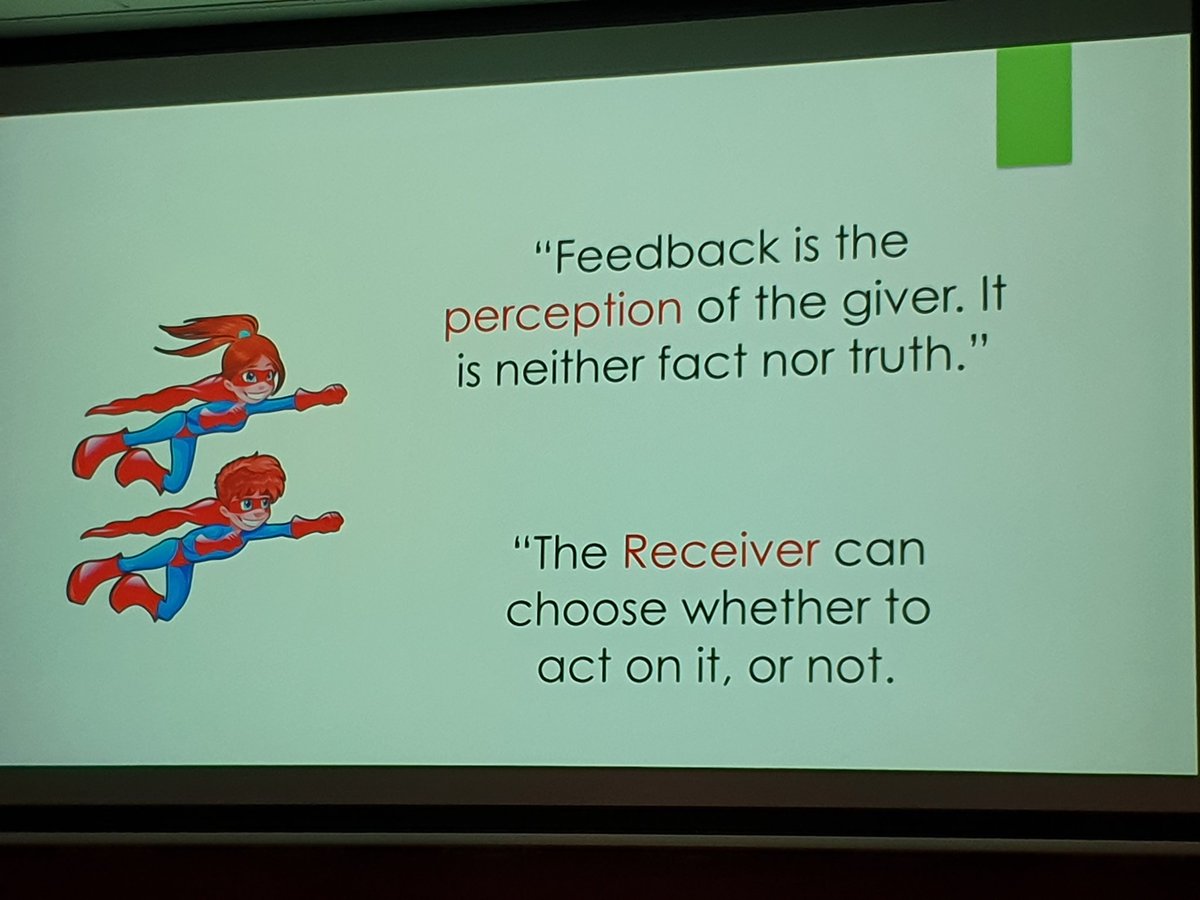 “Feedback is the
perception of the giver. It
is neither fact nor truth.”
“The Receiver can
choose whether to
act on it, or not.